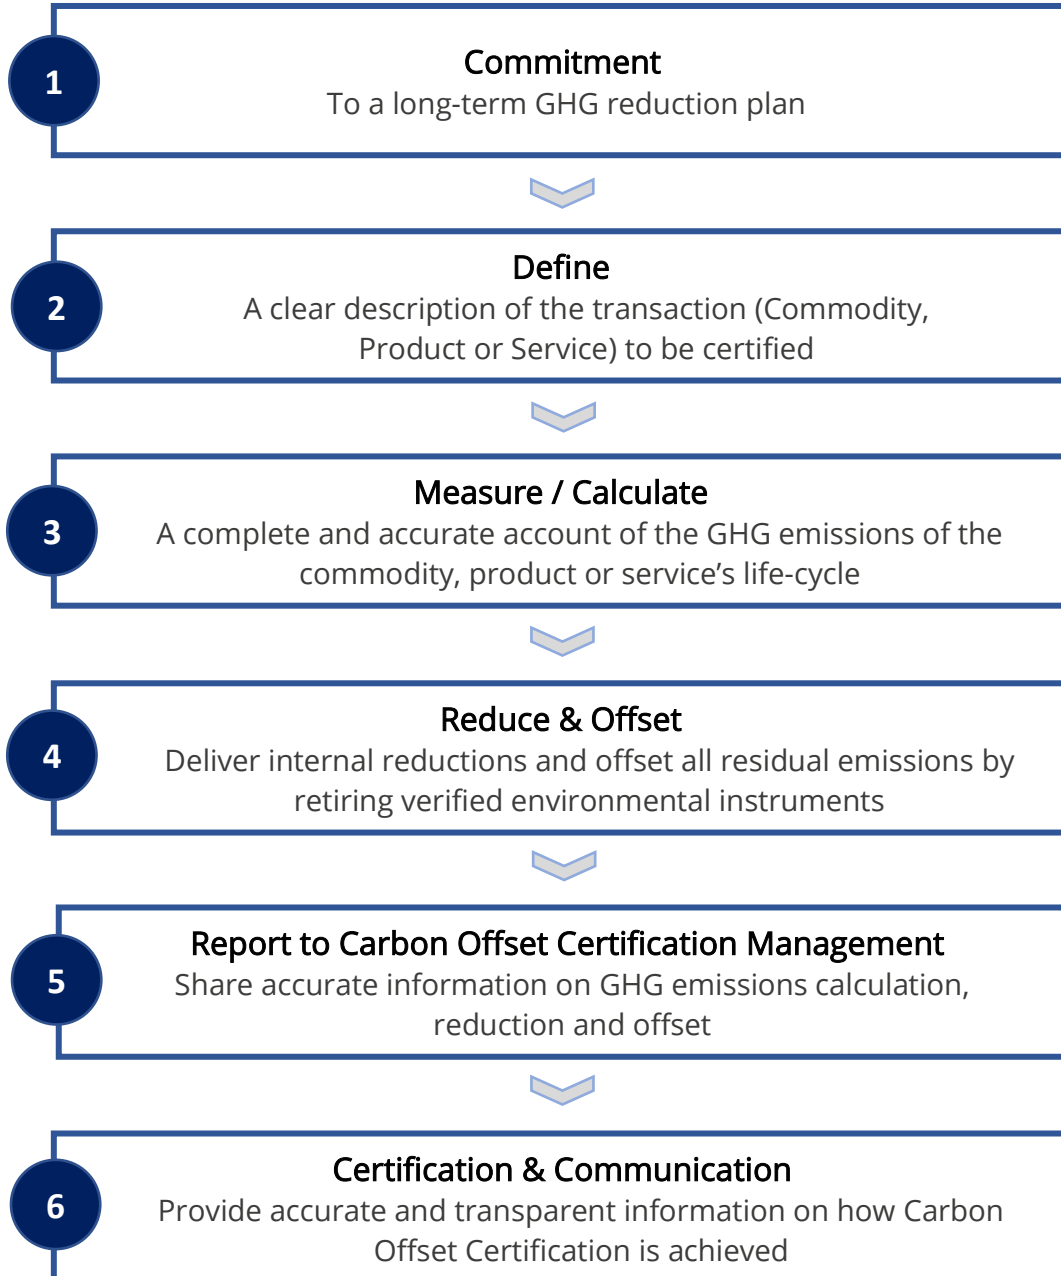 1
Commitment
To a long-term GHG reduction plan
2
Define
A clear description of the transaction (Commodity,
Product or Service) to be certified
3
Measure / Calculate
A complete and accurate account of the GHG emissions of the
commodity, product or service’s life-cycle
4
Reduce & Offset
Deliver internal reductions and offset all residual emissions by
retiring verified environmental instruments
5
Report to Carbon Offset Certification Management
Share accurate information on GHG emissions calculation,
reduction and offset
6
Certification & Communication
Provide accurate and transparent information on how Carbon
Offset Certification is achieved